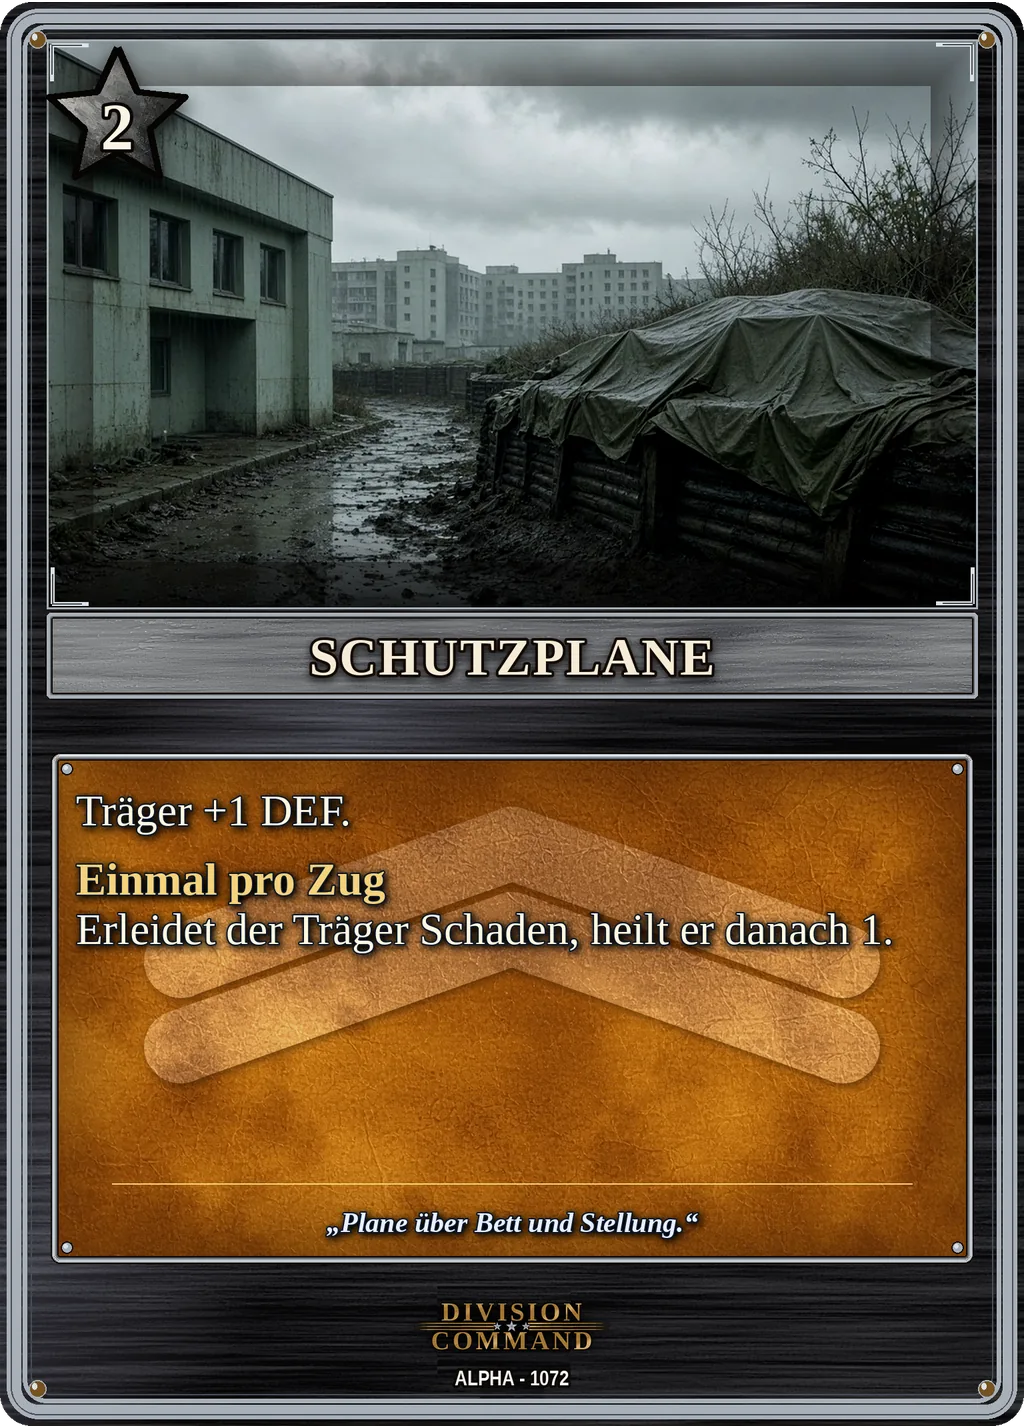 2
SCHUTZPLANE
Träger +1 DEF.
Einmal pro Zug
Erleidet der Träger Schaden, heilt er danach 1.
„Plane über Bett und Stellung.“
DIVISION
COMMAND
ALPHA - 1072